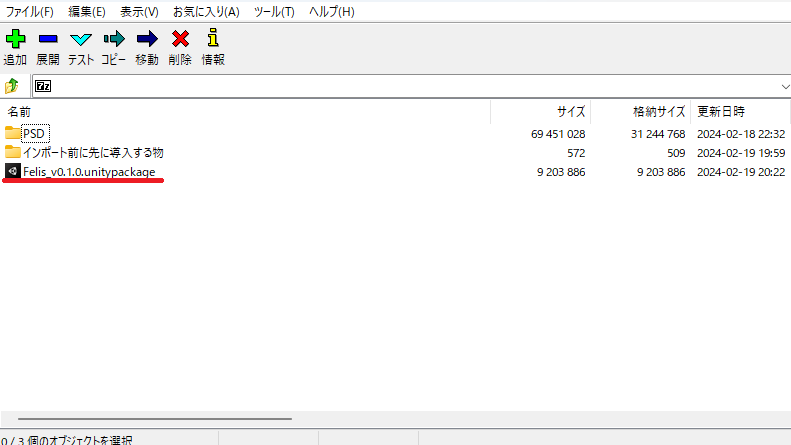 ファイル(F) 編集(E) 表示(V) お気に入り(A) ツール(T) ヘルプ(H)
追加 展開 テスト コピー 移動 削除 情報
7z
名前 サイズ 格納サイズ 更新日時
PSD 69 451 028 31 244 768 2024-02-18 22:32
インポート前に先に導入する物 572 509 2024-02-19 19:59
Felis_v0.1.0.unitypackage 9 203 886 9 203 886 2024-02-19 20:22
0 / 3 個のオブジェクトを選択